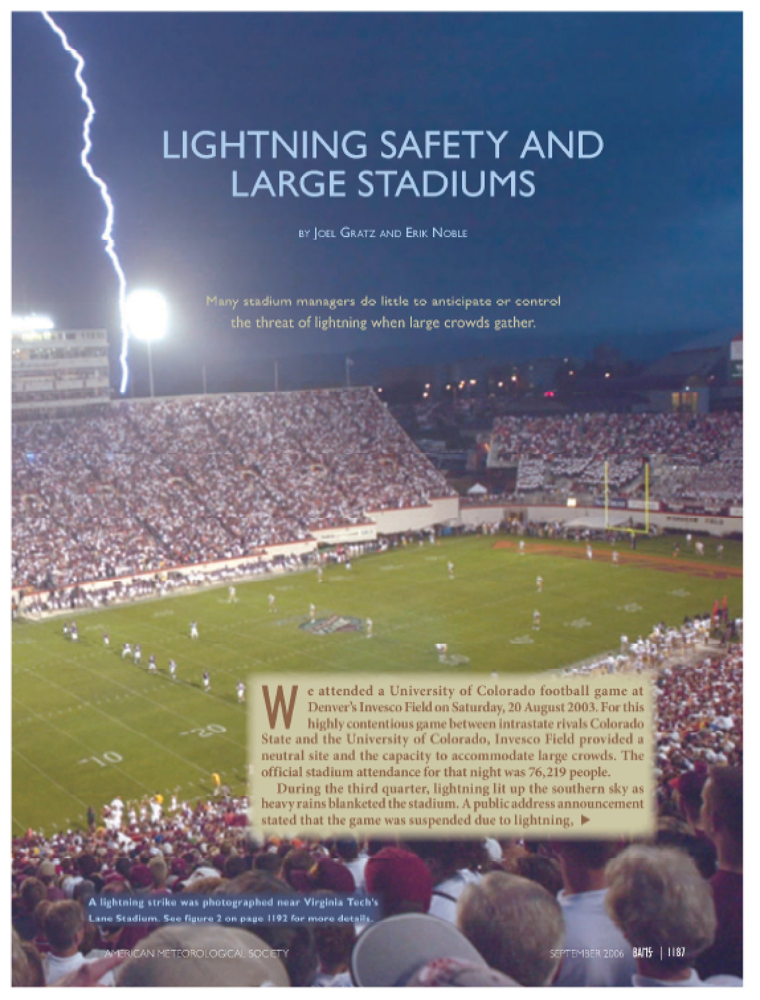 LIGHTNING SAFETY AND
LARGE STADIUMS
BY JOEL GRATZ AND ERIK NOBLE
Many stadium managers do little to anticipate or control
the threat of lightning when large crowds gather.
We attended a University of Colorado football game at
Denver's Invesco Field on Saturday, 20 August 2003. For this
highly contentious game between intrastate rivals Colorado
State and the University of Colorado, Invesco Field provided a
neutral site and the capacity to accommodate large crowds. The
official stadium attendance for that night was 76,219 people.
During the third quarter, lightning lit up the southern sky as
heavy rains blanketed the stadium. A public address announcement
stated that the game was suspended due to lightning, ▶
A lightning strike was photographed near Virginia Tech's
Lane Stadium. See figure 2 on page 1192 for more details.
AMERICAN METEOROLOGICAL SOCIETY
SEPTEMBER 2006 BAMS | 1187
-20
-10